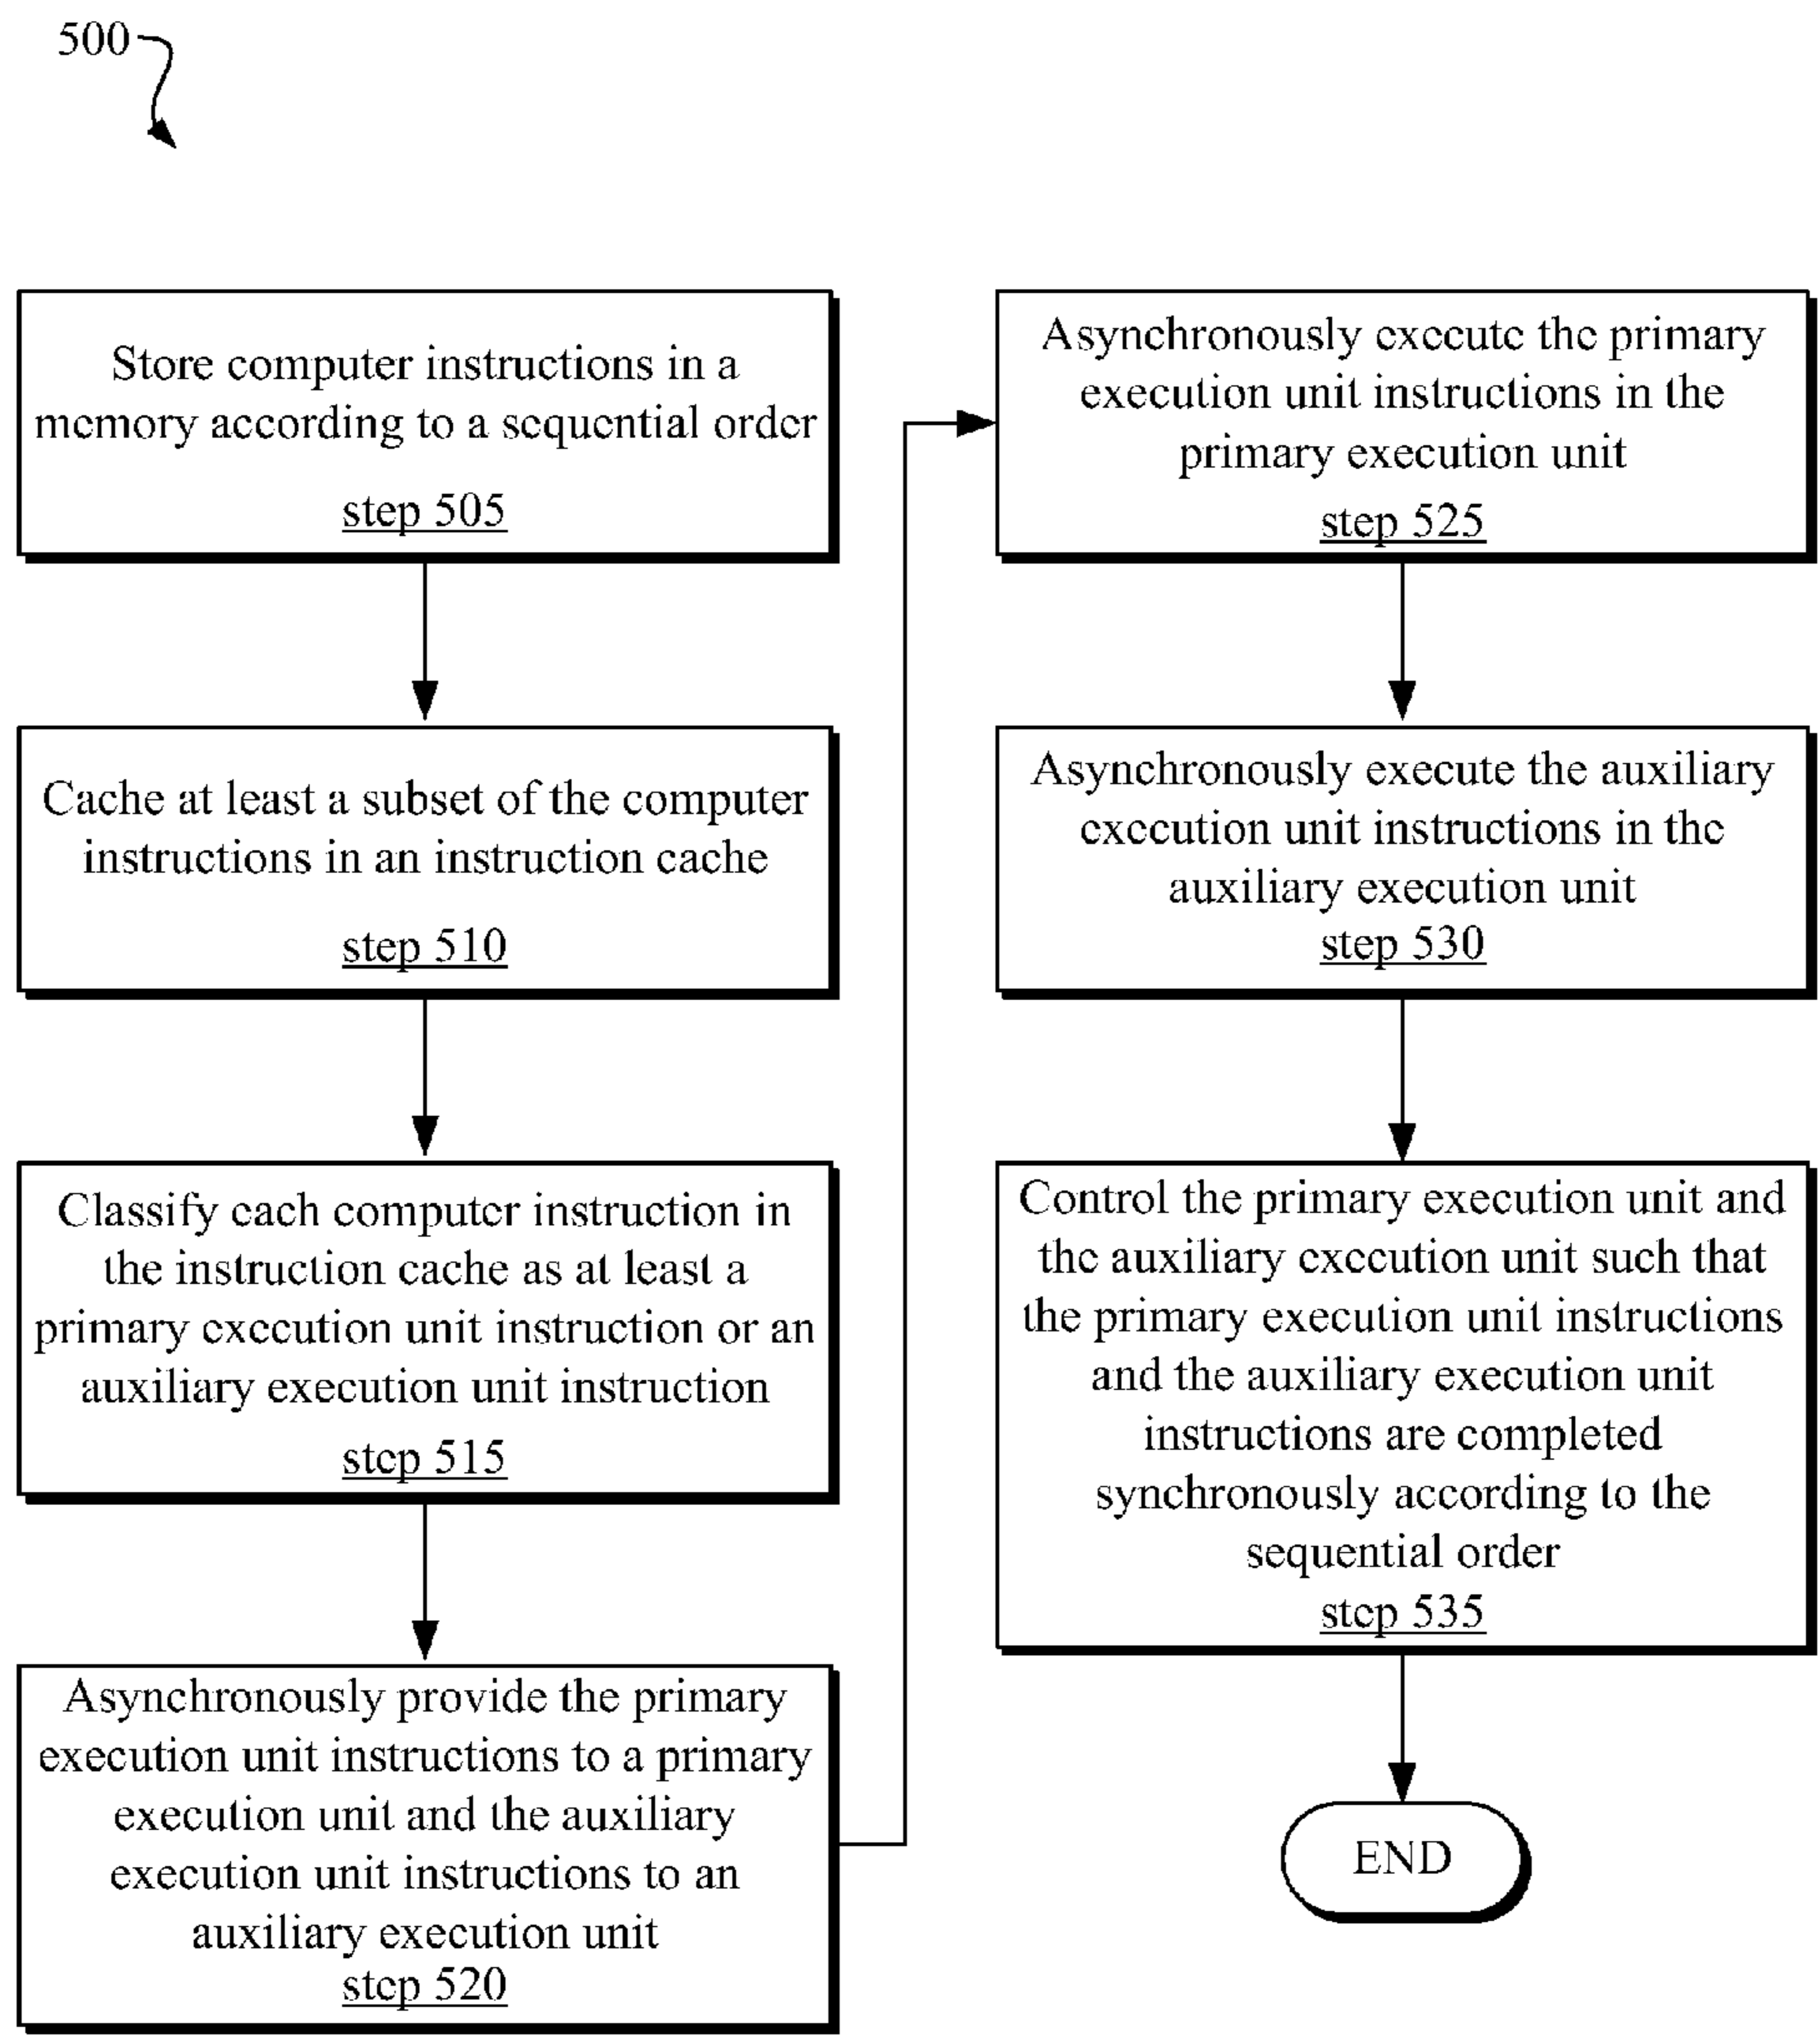 500
Store computer instructions in a
memory according to a sequential order
step 505
Cache at least a subset of the computer
instructions in an instruction cache
step 510
Classify each computer instruction in
the instruction cache as at least a
primary execution unit instruction or an
auxiliary execution unit instruction
step 515
Asynchronously provide the primary
execution unit instructions to a primary
execution unit and the auxiliary
execution unit instructions to an
auxiliary execution unit
step 520
Asynchronously execute the primary
execution unit instructions in the
primary execution unit
step 525
Asynchronously execute the auxiliary
execution unit instructions in the
auxiliary execution unit
step 530
Control the primary execution unit and
the auxiliary execution unit such that
the primary execution unit instructions
and the auxiliary execution unit
instructions are completed
synchronously according to the
sequential order
step 535
END